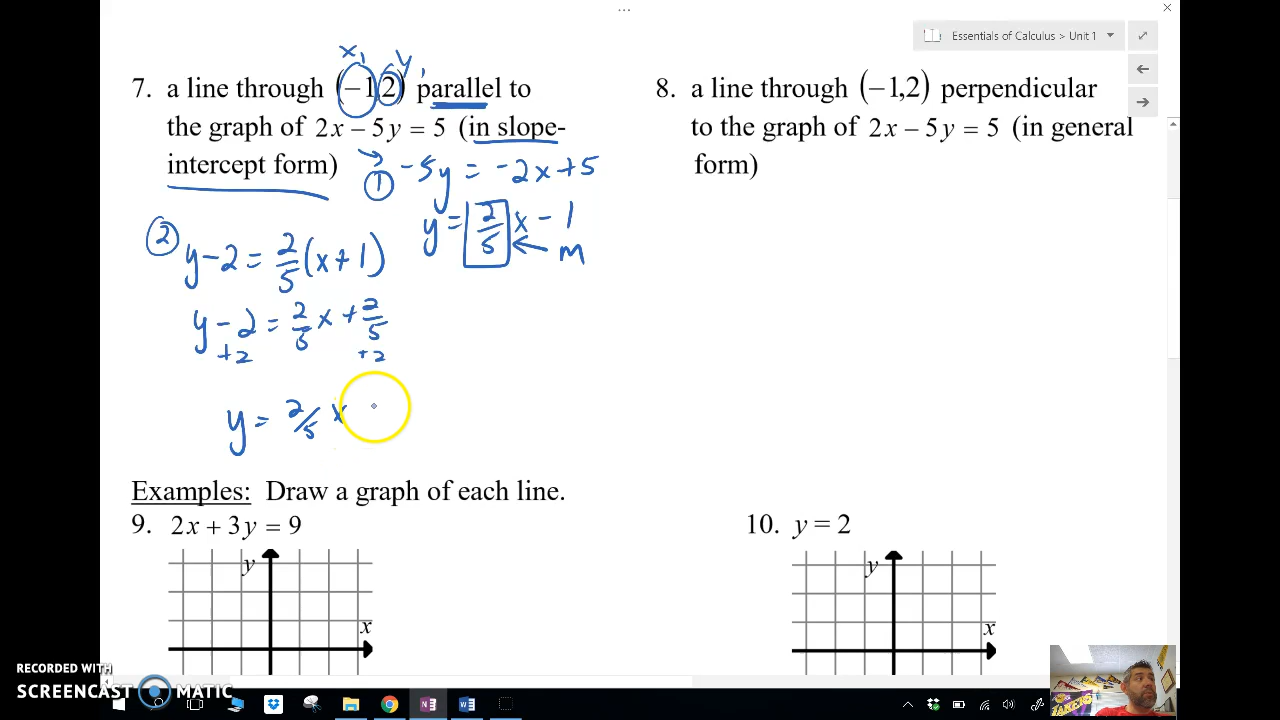 Essentials of Calculus > Unit 1
x₁ y₁
7. a line through (−1,2) parallel to
the graph of 2x − 5y = 5 (in slope-
intercept form)
① -5y = -2x+5
y = 2/5 x - 1
m
② y-2 = 2/5 (x+1)
y-2 = 2/5 x + 2/5
+2 +2
y = 2/5 x
8. a line through (−1,2) perpendicular
to the graph of 2x − 5y = 5 (in general
form)
Examples: Draw a graph of each line.
9. 2x + 3y = 9
y
x
10. y = 2
y
x
RECORDED WITH
SCREENCAST MATIC